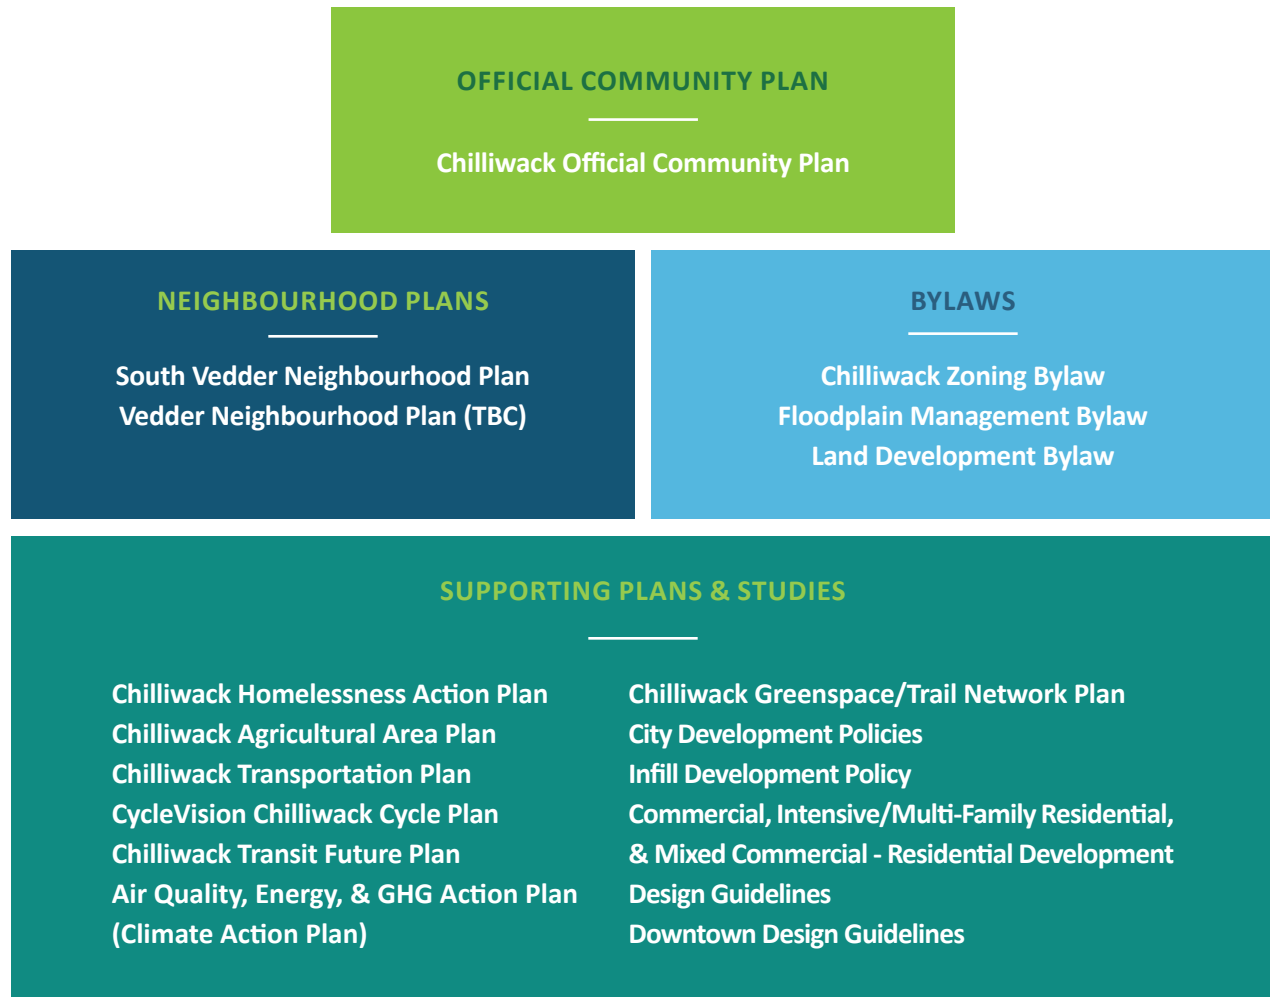 OFFICIAL COMMUNITY PLAN
Chilliwack Official Community Plan
NEIGHBOURHOOD PLANS
South Vedder Neighbourhood Plan
Vedder Neighbourhood Plan (TBC)
BYLAWS
Chilliwack Zoning Bylaw
Floodplain Management Bylaw
Land Development Bylaw
SUPPORTING PLANS & STUDIES
Chilliwack Homelessness Action Plan
Chilliwack Agricultural Area Plan
Chilliwack Transportation Plan
CycleVision Chilliwack Cycle Plan
Chilliwack Transit Future Plan
Air Quality, Energy, & GHG Action Plan
(Climate Action Plan)
Chilliwack Greenspace/Trail Network Plan
City Development Policies
Infill Development Policy
Commercial, Intensive/Multi-Family Residential,
& Mixed Commercial - Residential Development
Design Guidelines
Downtown Design Guidelines